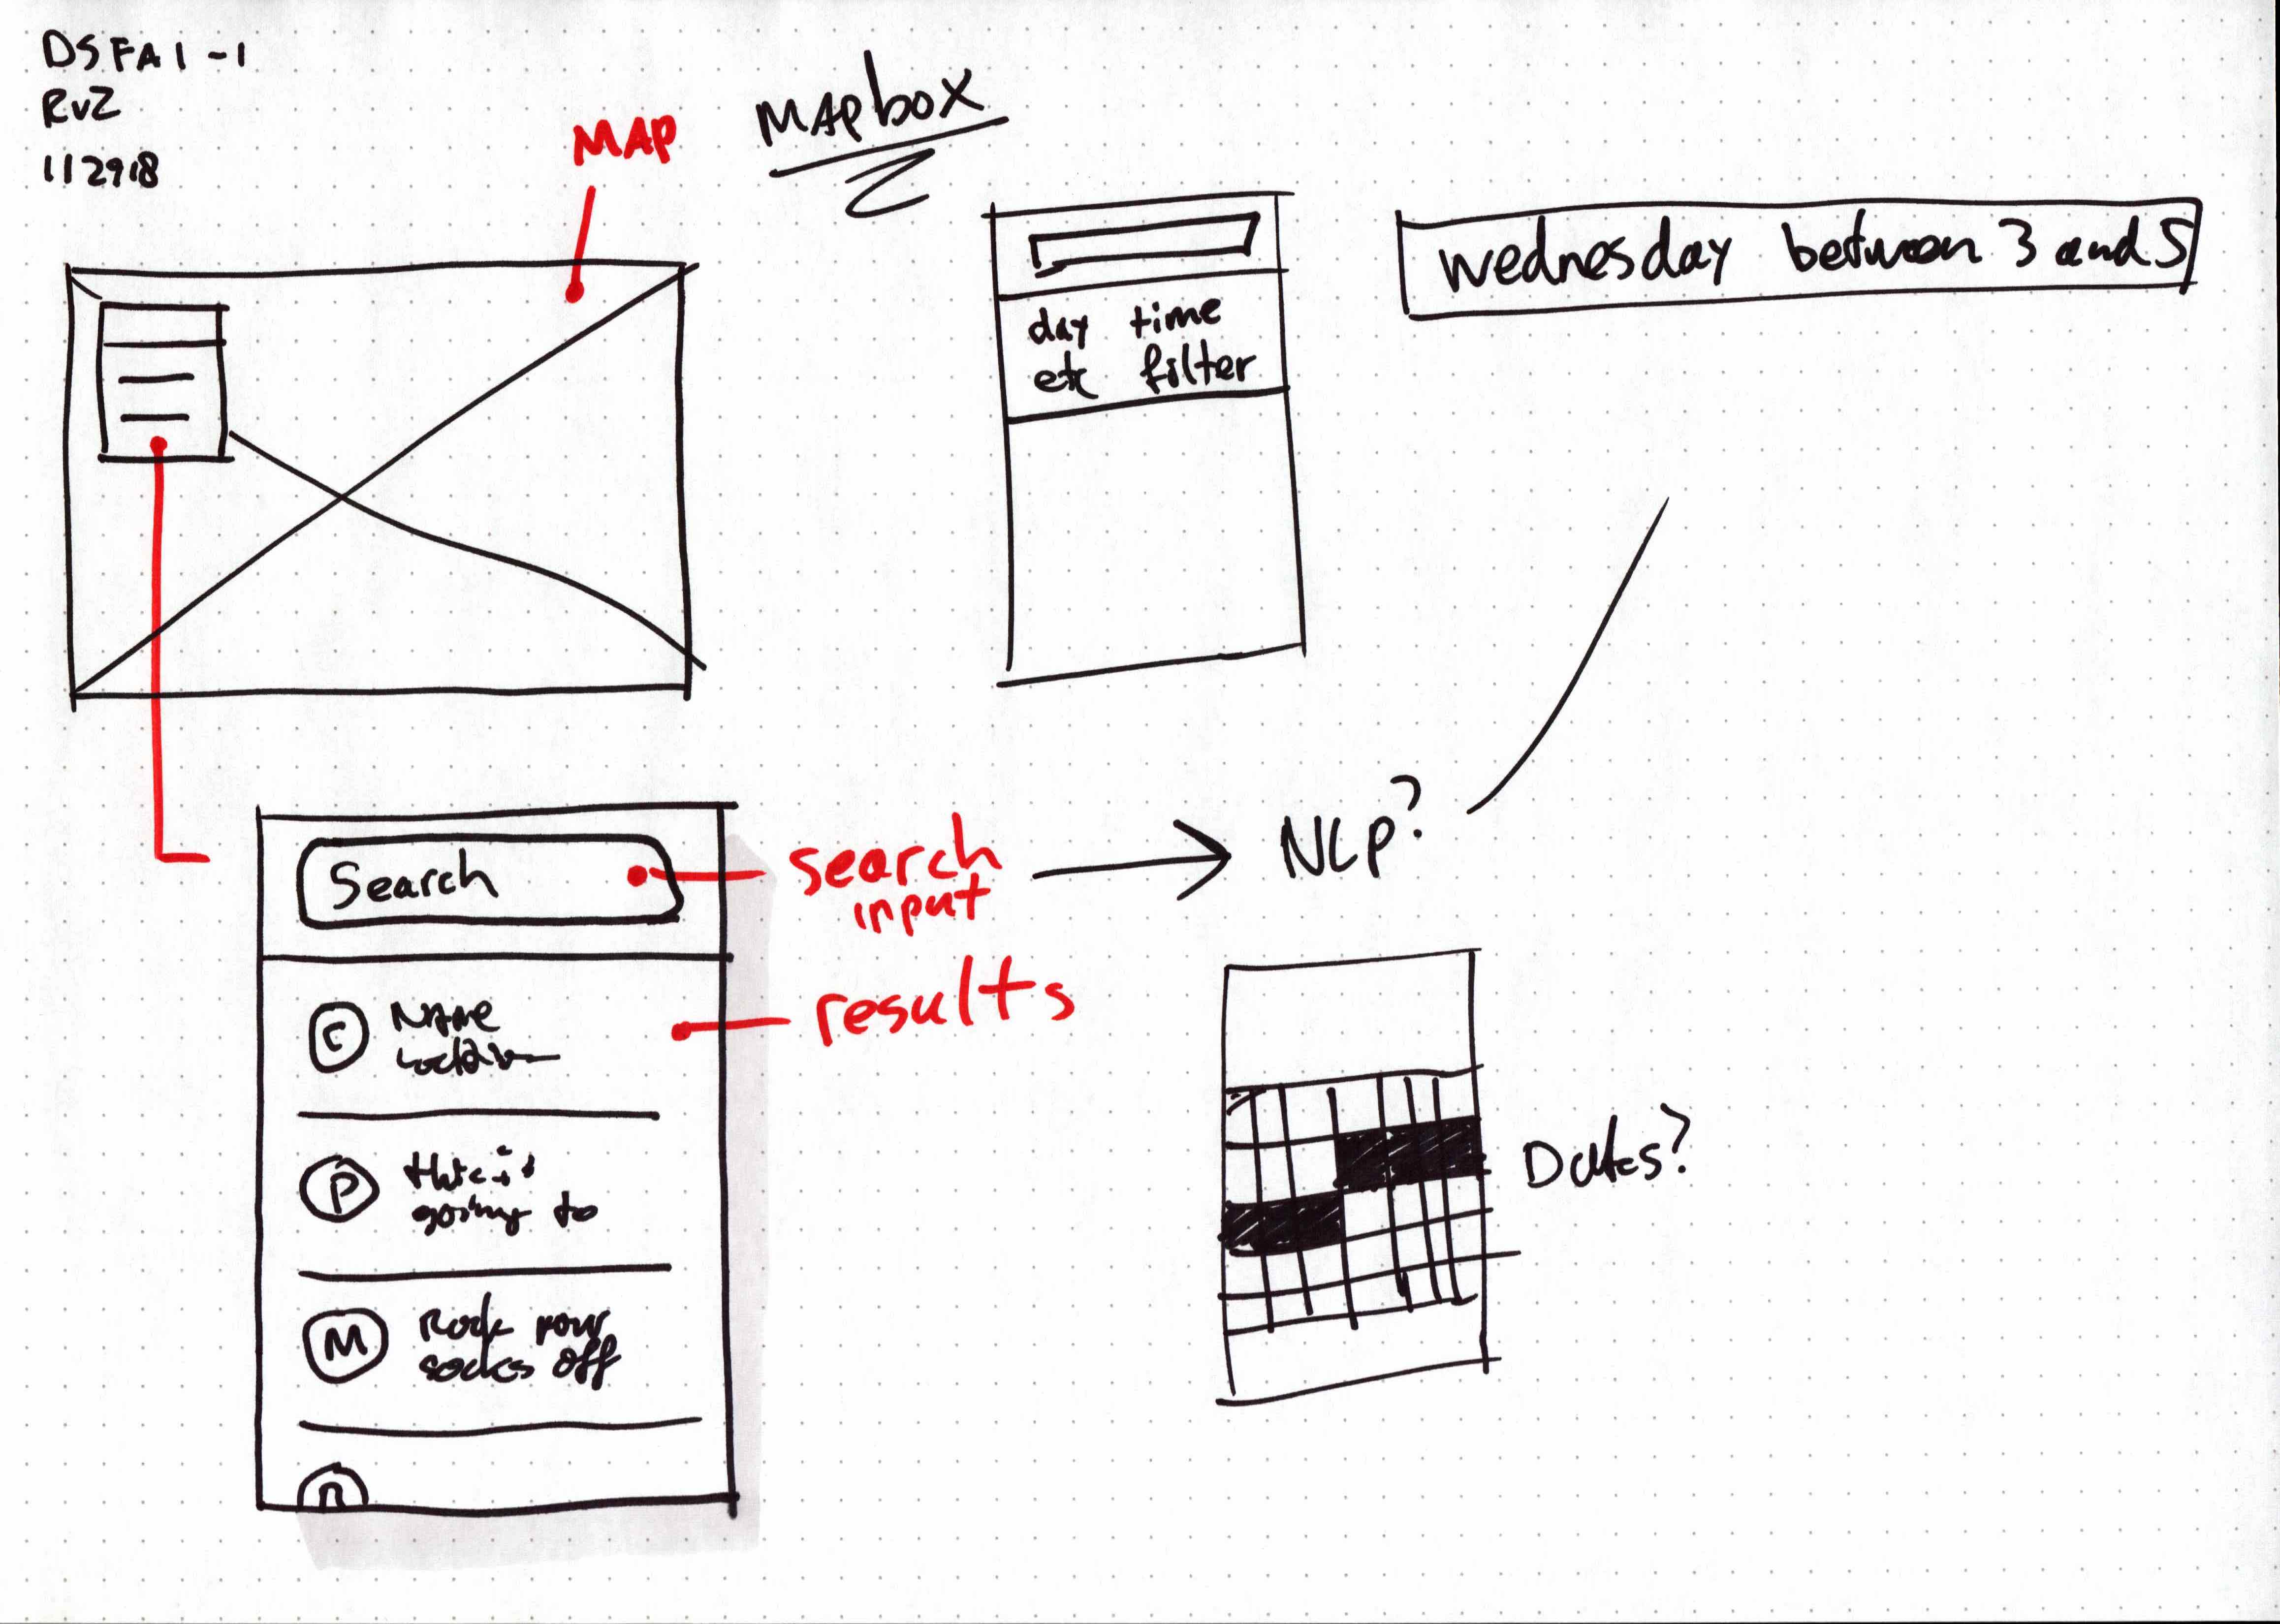 DSFA1-1
RvZ
112918
MAP
MAPbox
day time
etc filter
wednesday between 3 and 5
Search
search
input
NLP?
results
C
Name
Location
P
this is
going to
M
Rock your
socks off
Dates?